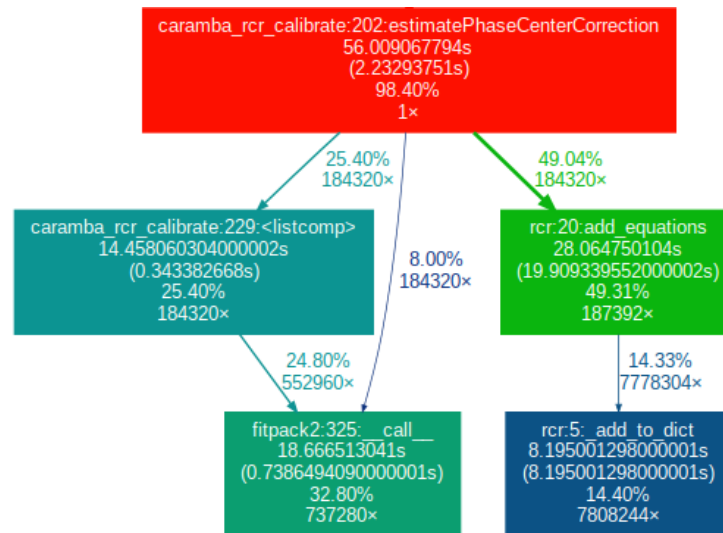 caramba_rcr_calibrate:202:estimatePhaseCenterCorrection
56.009067794s
(2.23293751s)
98.40%
1×
25.40%
184320×
49.04%
184320×
8.00%
184320×
caramba_rcr_calibrate:229:<listcomp>
14.458060304000002s
(0.343382668s)
25.40%
184320×
rcr:20:add_equations
28.064750104s
(19.909339552000002s)
49.31%
187392×
24.80%
552960×
14.33%
7778304×
fitpack2:325:__call__
18.666513041s
(0.7386494090000001s)
32.80%
737280×
rcr:5:_add_to_dict
8.195001298000001s
(8.195001298000001s)
14.40%
7808244×